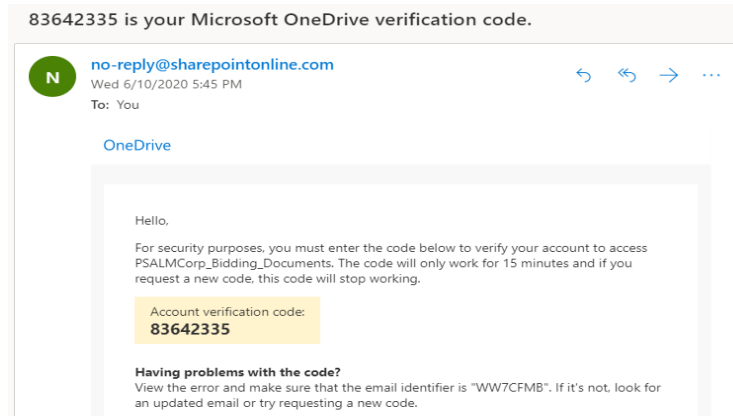 83642335 is your Microsoft OneDrive verification code.
N
no-reply@sharepointonline.com
Wed 6/10/2020 5:45 PM
To: You
OneDrive
Hello,
For security purposes, you must enter the code below to verify your account to access
PSALMCorp_Bidding_Documents. The code will only work for 15 minutes and if you
request a new code, this code will stop working.
Account verification code:
83642335
Having problems with the code?
View the error and make sure that the email identifier is "WW7CFMB". If it's not, look for
an updated email or try requesting a new code.